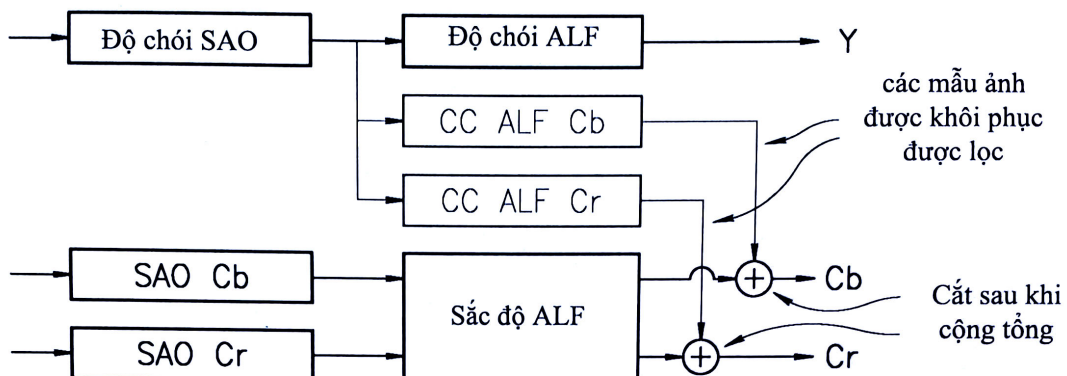 Độ chói SAO
Độ chói ALF
Y
các mẫu ảnh
được khôi phục
được lọc
CC ALF Cb
CC ALF Cr
SAO Cb
Sắc độ ALF
Cb
Cắt sau khi
cộng tổng
SAO Cr
Cr